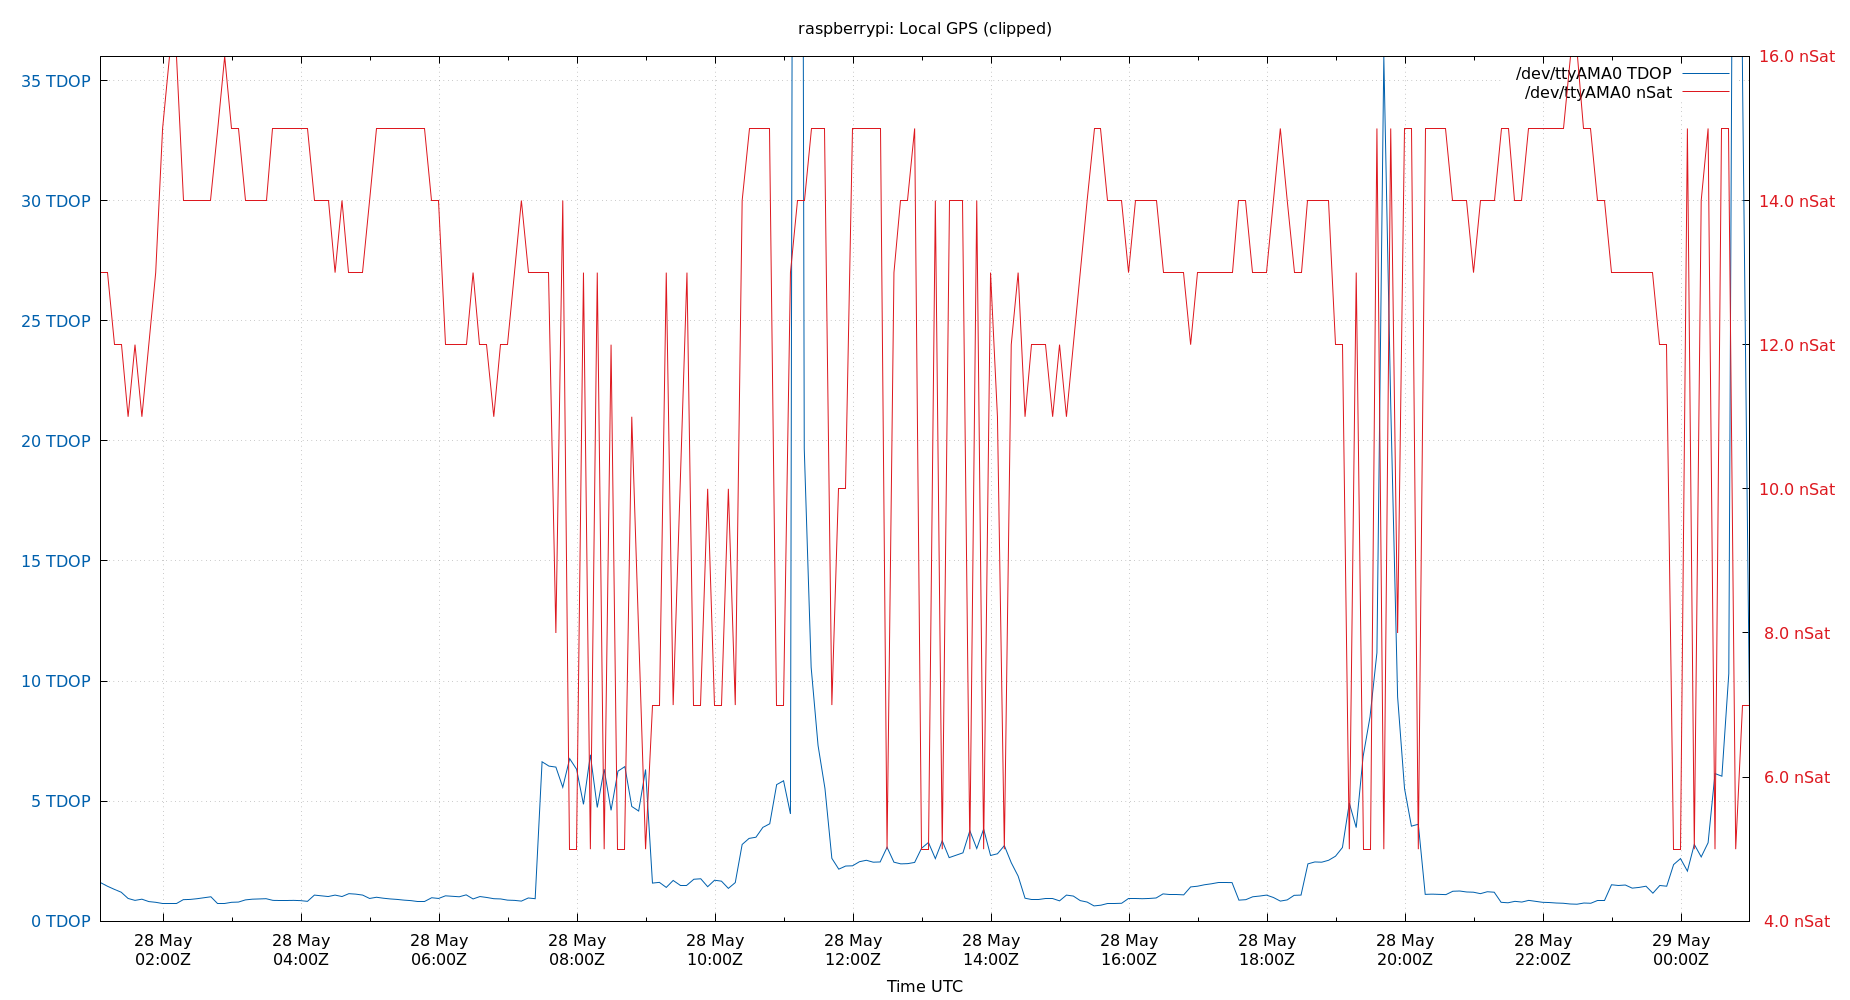 raspberrypi: Local GPS (clipped)
/dev/ttyAMA0 TDOP
/dev/ttyAMA0 nSat
35 TDOP
30 TDOP
25 TDOP
20 TDOP
15 TDOP
10 TDOP
5 TDOP
0 TDOP
16.0 nSat
14.0 nSat
12.0 nSat
10.0 nSat
8.0 nSat
6.0 nSat
4.0 nSat
28 May
02:00Z
28 May
04:00Z
28 May
06:00Z
28 May
08:00Z
28 May
10:00Z
28 May
12:00Z
28 May
14:00Z
28 May
16:00Z
28 May
18:00Z
28 May
20:00Z
28 May
22:00Z
29 May
00:00Z
Time UTC